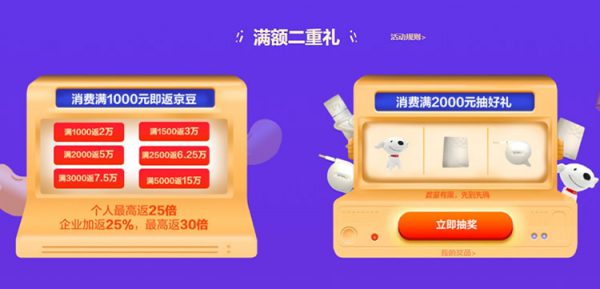 满额二重礼
活动规则>
消费满1000元即返京豆
满1000返2万
满1500返3万
满2000返5万
满2500返6.25万
满3000返7.5万
满5000返15万
个人最高返25倍
企业加返25%，最高返30倍
消费满2000元抽好礼
数量有限，先到先得
立即抽奖
我的奖品>